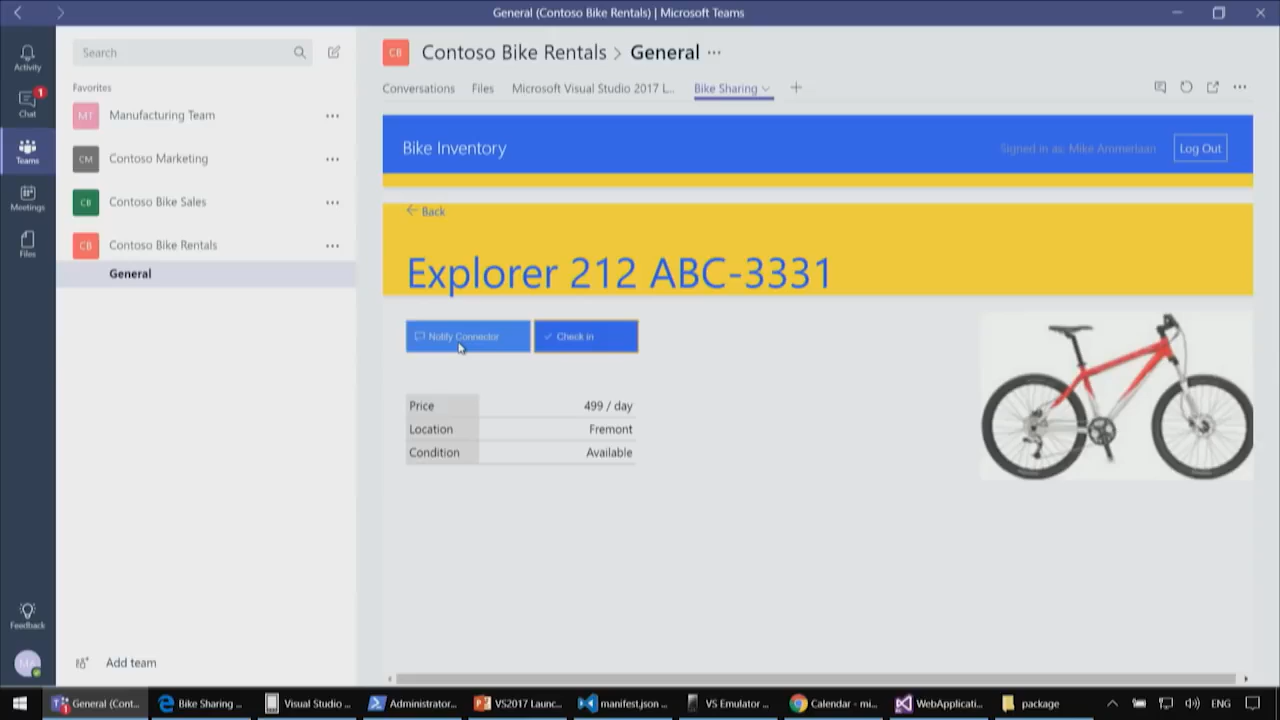 General (Contoso Bike Rentals) | Microsoft Teams
Activity
Chat
1
Teams
Meetings
Files
Feedback
MA
Search
Favorites
MT Manufacturing Team ...
CM Contoso Marketing ...
CB Contoso Bike Sales ...
CB Contoso Bike Rentals ...
General
Add team
CB Contoso Bike Rentals > General ...
Conversations Files Microsoft Visual Studio 2017 L... Bike Sharing +
Bike Inventory Signed in as: Mike Ammerlaan Log Out
Back
Explorer 212 ABC-3331
Notify Connector Check in
Price 499 / day
Location Fremont
Condition Available
General (Cont... Bike Sharing ... Visual Studio ... Administrator... VS2017 Launc... manifest.json ... VS Emulator ... Calendar - mi... WebApplicati... package ENG